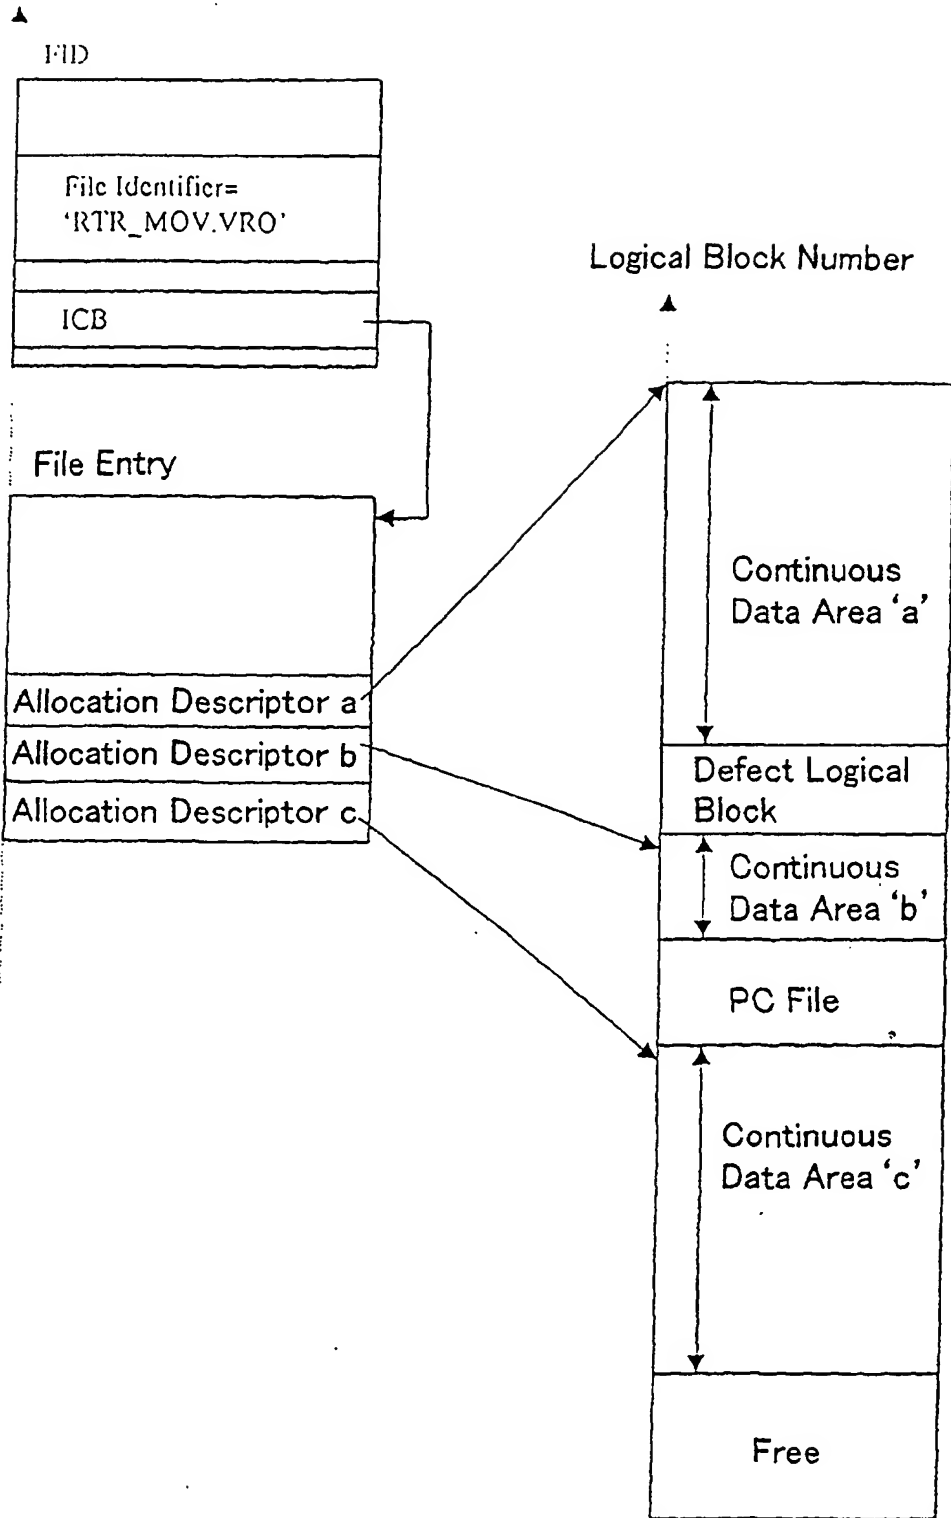 FID
File Identifier=
‘RTR_MOV.VRO’
ICB
File Entry
Allocation Descriptor a
Allocation Descriptor b
Allocation Descriptor c
Logical Block Number
Continuous
Data Area ‘a’
Defect Logical
Block
Continuous
Data Area ‘b’
PC File
Continuous
Data Area ‘c’
Free